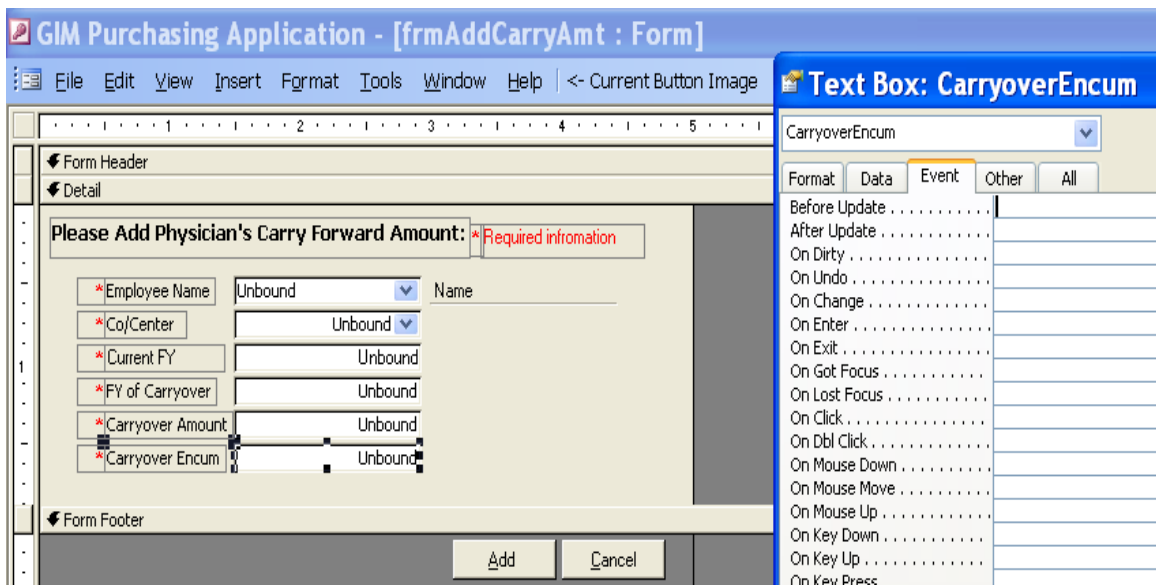 GIM Purchasing Application - [frmAddCarryAmt : Form]
File Edit View Insert Format Tools Window Help <- Current Button Image
1 2 3 4 5
Form Header
Detail
Please Add Physician's Carry Forward Amount: * Required infromation
*Employee Name Unbound Name
*Co/Center Unbound
*Current FY Unbound
1
*FY of Carryover Unbound
*Carryover Amount Unbound
*Carryover Encum Unbound
Form Footer
Add Cancel
Text Box: CarryoverEncum
CarryoverEncum
Format Data Event Other All
Before Update . . . . . . . . . . .
After Update . . . . . . . . . . . .
On Dirty . . . . . . . . . . . . . . .
On Undo . . . . . . . . . . . . . . .
On Change . . . . . . . . . . . . .
On Enter . . . . . . . . . . . . . . .
On Exit . . . . . . . . . . . . . . . .
On Got Focus . . . . . . . . . . .
On Lost Focus . . . . . . . . . . .
On Click . . . . . . . . . . . . . . .
On Dbl Click . . . . . . . . . . . . .
On Mouse Down . . . . . . . . . .
On Mouse Move . . . . . . . . . .
On Mouse Up . . . . . . . . . . . .
On Key Down . . . . . . . . . . . .
On Key Up . . . . . . . . . . . . . .
On Key Press